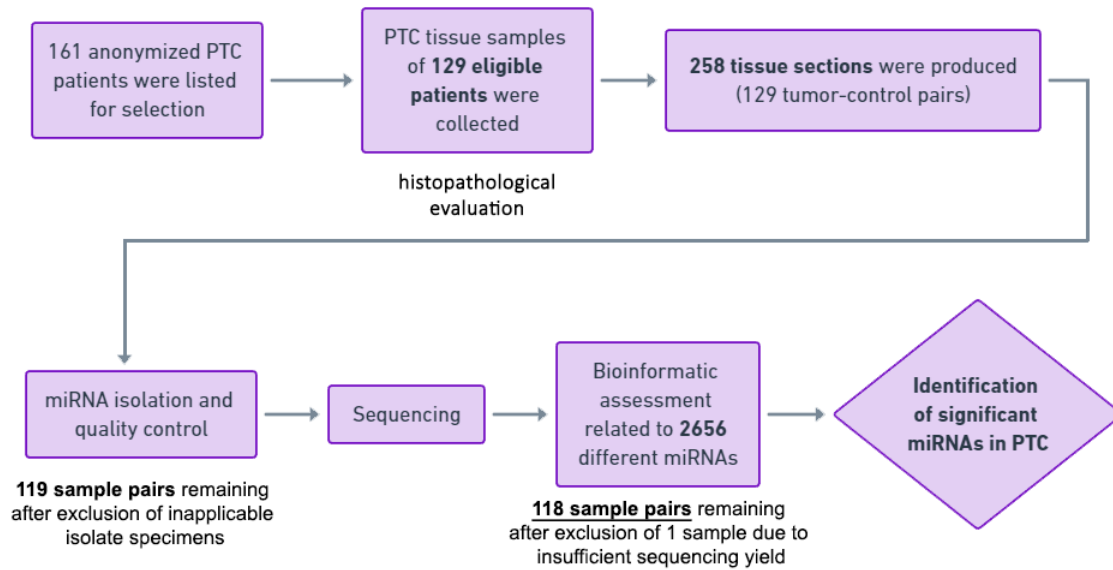 161 anonymized PTC
patients were listed
for selection
PTC tissue samples
of 129 eligible
patients were
collected
258 tissue sections were produced
(129 tumor-control pairs)
histopathological
evaluation
miRNA isolation and
quality control
119 sample pairs remaining
after exclusion of inapplicable
isolate specimens
Sequencing
Bioinformatic
assessment
related to 2656
different miRNAs
118 sample pairs remaining
after exclusion of 1 sample due to
insufficient sequencing yield
Identification
of significant
miRNAs in PTC